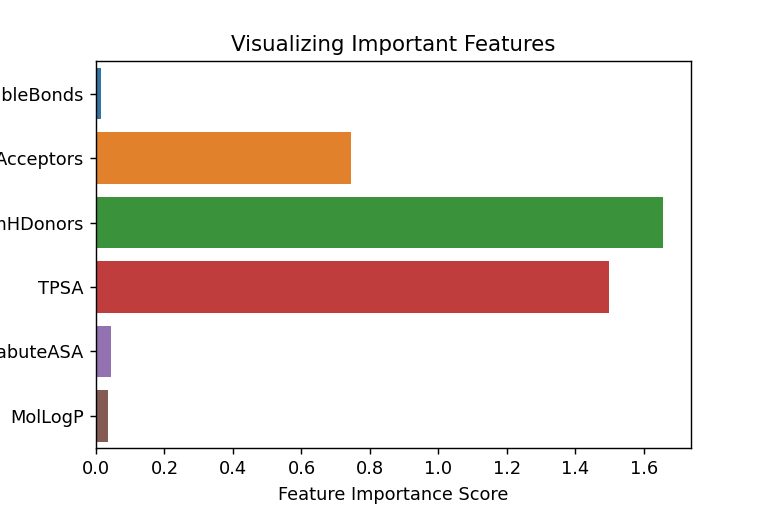 Visualizing Important Features
bleBonds
Acceptors
nHDonors
TPSA
abuteASA
MolLogP
0.0 0.2 0.4 0.6 0.8 1.0 1.2 1.4 1.6
Feature Importance Score